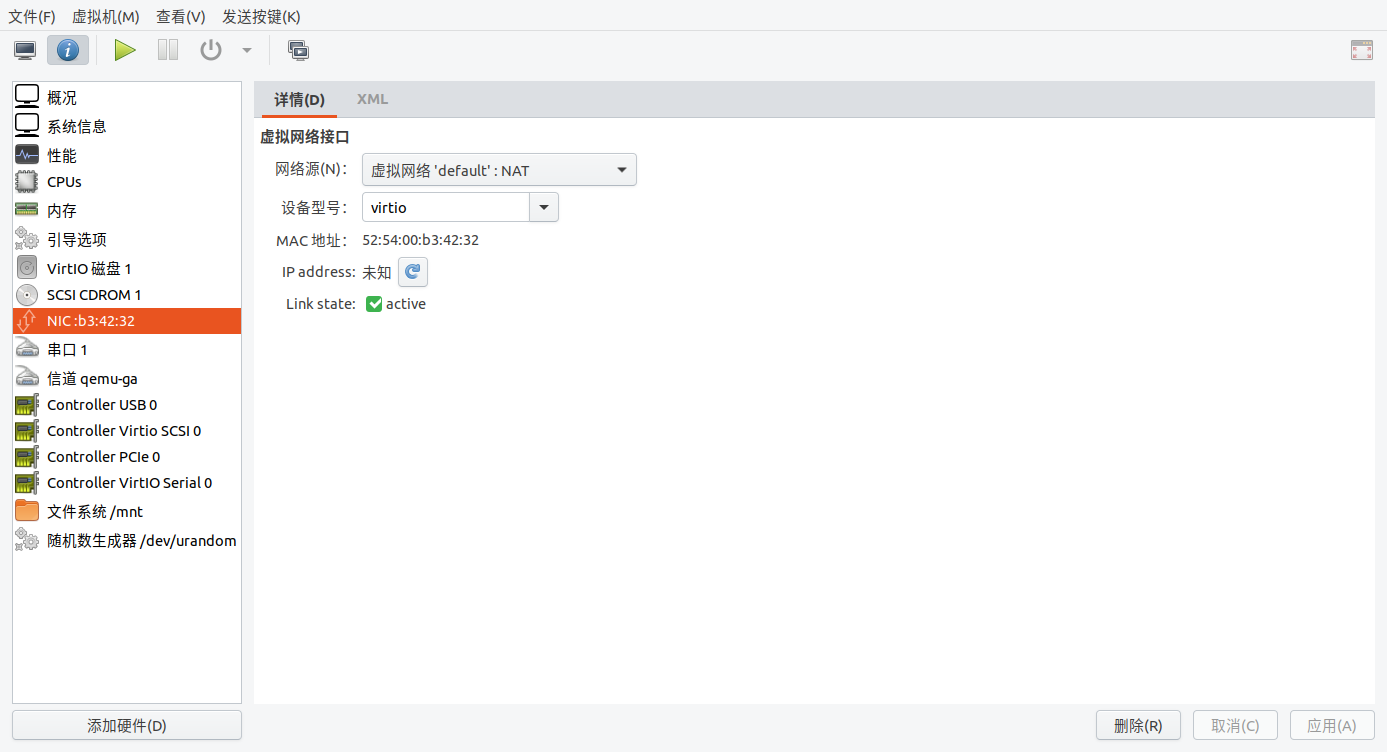 文件(F) 虚拟机(M) 查看(V) 发送按键(K)
概况
系统信息
性能
CPUs
内存
引导选项
VirtIO 磁盘 1
SCSI CDROM 1
NIC :b3:42:32
串口 1
信道 qemu-ga
Controller USB 0
Controller Virtio SCSI 0
Controller PCIe 0
Controller VirtIO Serial 0
文件系统 /mnt
随机数生成器 /dev/urandom
添加硬件(D)
详情(D) XML
虚拟网络接口
网络源(N)： 虚拟网络 'default' : NAT
设备型号： virtio
MAC 地址： 52:54:00:b3:42:32
IP address: 未知
Link state: active
删除(R) 取消(C) 应用(A)